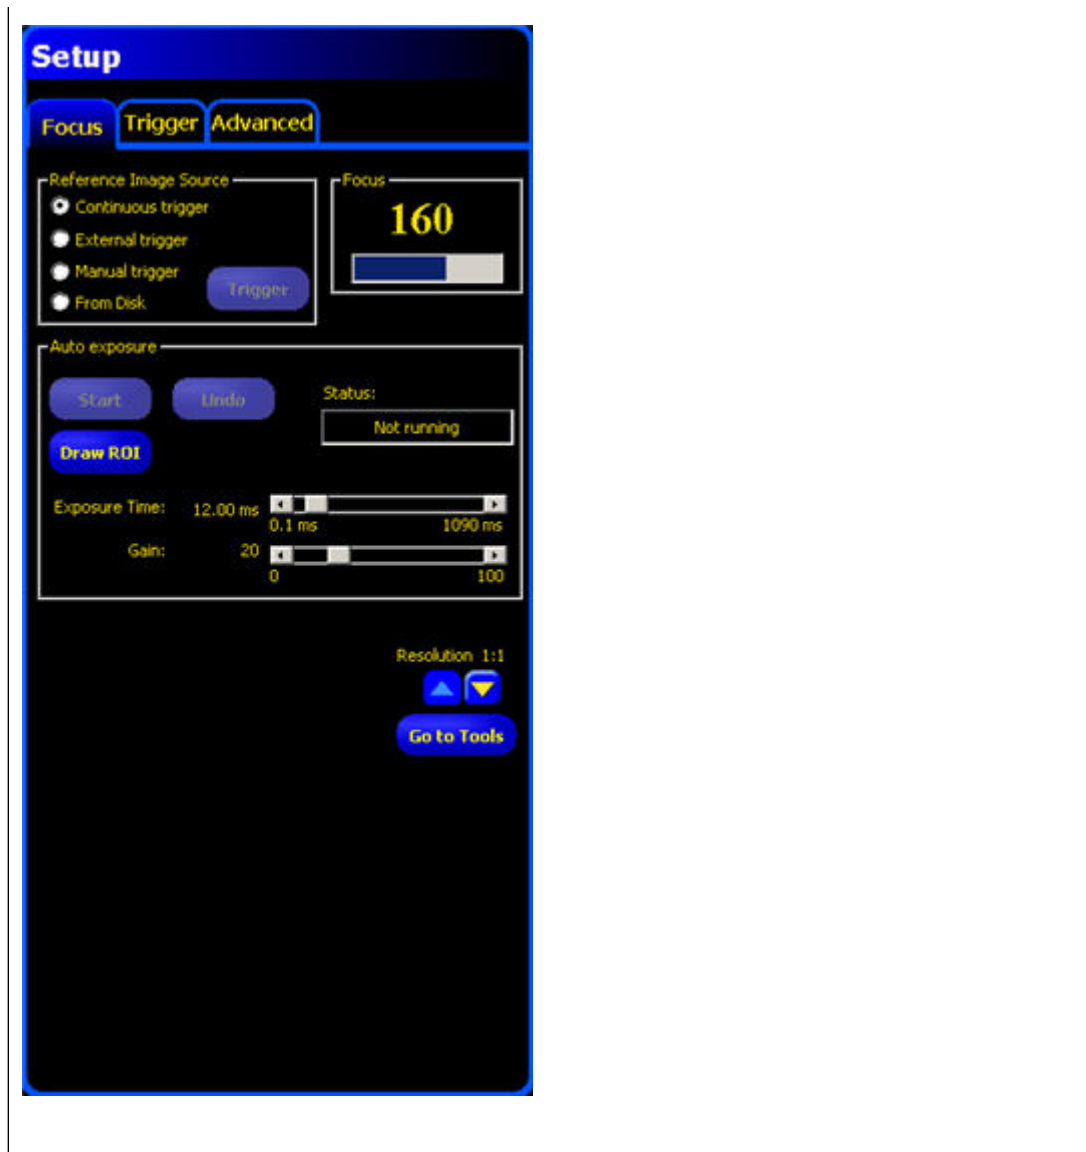 Setup
Focus Trigger Advanced
Reference Image Source
Continuous trigger
External trigger
Manual trigger
From Disk
Trigger
Focus
160
Auto exposure
Start Undo
Draw ROI
Status:
Not running
Exposure Time: 12.00 ms
0.1 ms 1090 ms
Gain: 20
0 100
Resolution 1:1
Go to Tools